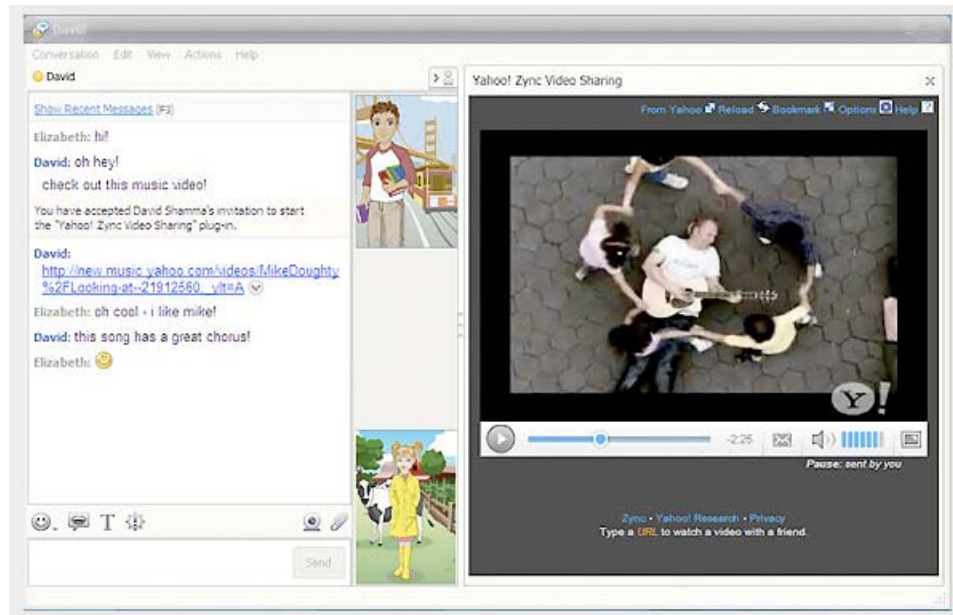 David
Conversation Edit View Actions Help
David
Show Recent Messages (F3)
Elizabeth: hi!
David: oh hey!
check out this music video!
You have accepted David Shamma's invitation to start
the "Yahoo! Zync Video Sharing" plug-in.
David:
http://new.music.yahoo.com/videos/MikeDoughty
%2FLooking-at--21912560;_ylt=A
Elizabeth: oh cool - i like mike!
David: this song has a great chorus!
Elizabeth:
T
Send
Yahoo! Zync Video Sharing
From Yahoo Reload Bookmark Options Help ?
Y!
-2:25
Pause: sent by you
Zync • Yahoo! Research • Privacy
Type a URL to watch a video with a friend.